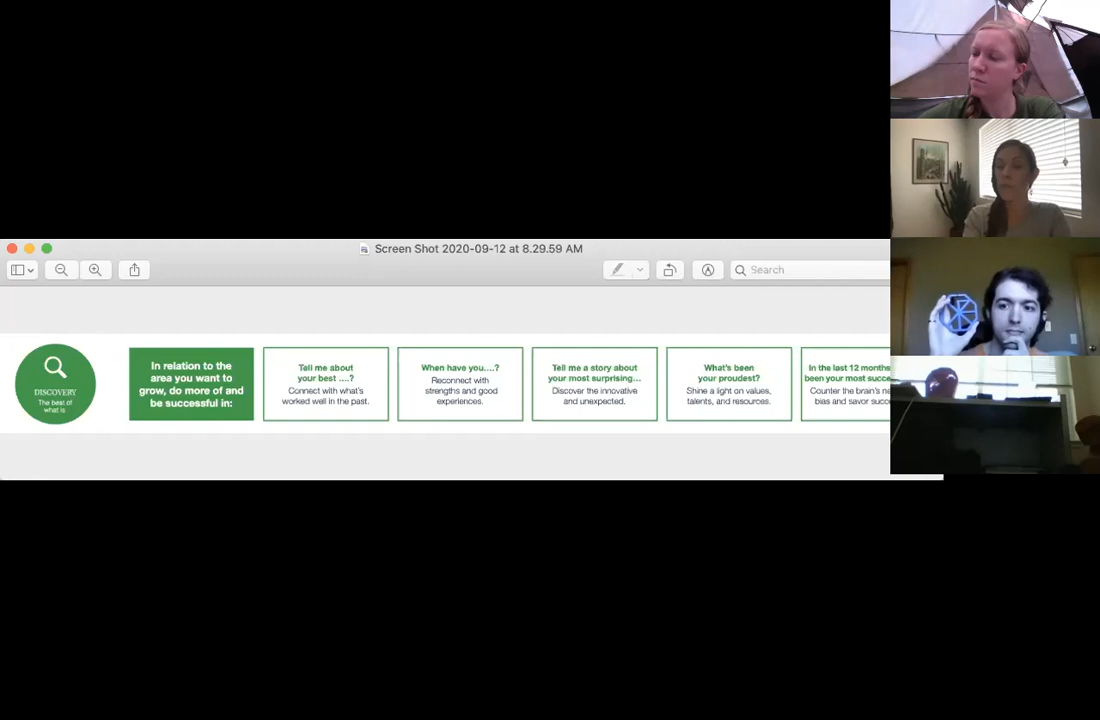 Screen Shot 2020-09-12 at 8.29.59 AM
Search
DISCOVERY
The best of
what is
In relation to the
area you want to
grow, do more of and
be successful in:
Tell me about
your best ....?
Connect with what's
worked well in the past.
When have you....?
Reconnect with
strengths and good
experiences.
Tell me a story about
your most surprising...
Discover the innovative
and unexpected.
What's been
your proudest?
Shine a light on values,
talents, and resources.
In the last 12 months
been your most succe
Counter the brain's ne
bias and savor succ